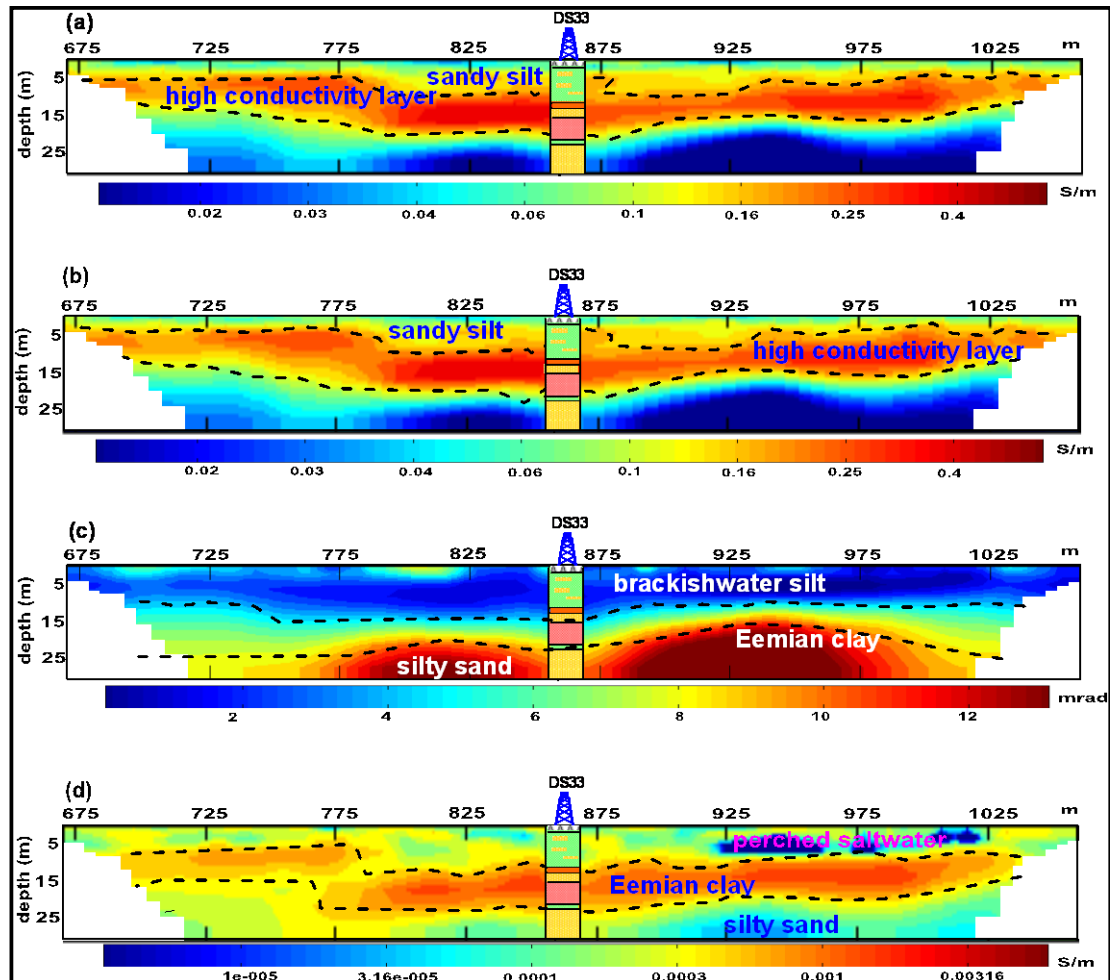 (a)
DS33
675 725 775 825 875 925 975 1025 m
sandy silt
5
high conductivity layer
15
25
depth (m)
S/m
0.02 0.03 0.04 0.06 0.1 0.16 0.25 0.4
(b)
DS33
675 725 775 825 875 925 975 1025 m
sandy silt
5
high conductivity layer
15
25
depth (m)
S/m
0.02 0.03 0.04 0.06 0.1 0.16 0.25 0.4
(c)
DS33
675 725 775 825 875 925 975 1025 m
brackishwater silt
5
15
Eemian clay
silty sand
25
depth (m)
mrad
2 4 6 8 10 12
(d)
DS33
675 725 775 825 875 925 975 1025 m
perched saltwater
5
15
Eemian clay
25
silty sand
depth (m)
S/m
1e-005 3.16e-005 0.0001 0.0003 0.001 0.00316